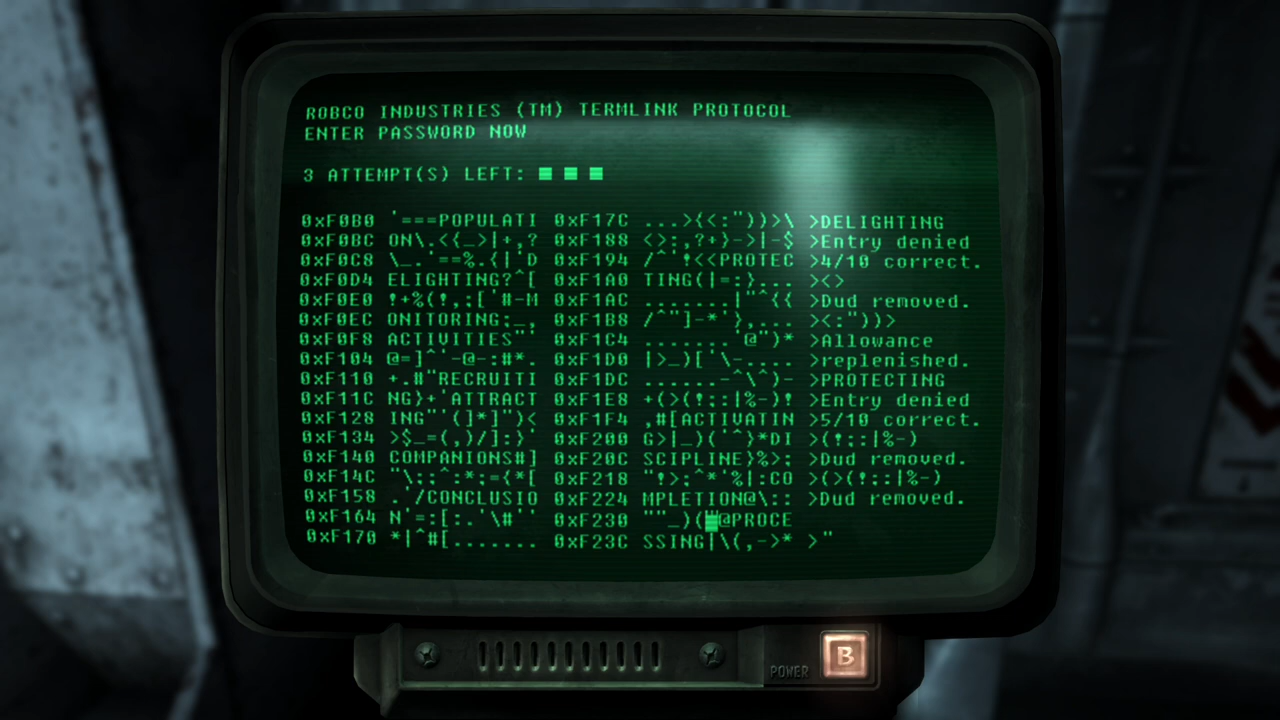 ROBCO INDUSTRIES (TM) TERMLINK PROTOCOL
ENTER PASSWORD NOW
3 ATTEMPT(S) LEFT:
0xF0B0 '===POPULATI 0xF17C ...>{<:"))>\ >DELIGHTING
0xF0BC ON\.<{_>|+,? 0xF188 <>:,?+}->|-$ >Entry denied
0xF0C8 \_.'==%.{|'D 0xF194 /^'!<<PROTEC >4/10 correct.
0xF0D4 ELIGHTING?^[ 0xF1A0 TING(|=:}... ><>
0xF0E0 !+%(!,:['#-M 0xF1AC .......|"^{{ >Dud removed.
0xF0EC ONITORING;_, 0xF1B8 /^"]-*'},... ><:"))>
0xF0F8 ACTIVITIES"' 0xF1C4 .......'@")* >Allowance
0xF104 @=]^'-@-:#*. 0xF1D0 |>_)['\-.... >replenished.
0xF110 +.#"RECRUITI 0xF1DC ......-^\^)- >PROTECTING
0xF11C NG}+'ATTRACT 0xF1E8 +(>(!;:|%-)! >Entry denied
0xF128 ING"'(]*]")< 0xF1F4 ,#[ACTIVATIN >5/10 correct.
0xF134 >$_=(,)/]:}' 0xF200 G>|_)('^}*DI >(!;:|%-)
0xF140 COMPANIONS#] 0xF20C SCIPLINE}%>; >Dud removed.
0xF14C "\::^:*;={*[ 0xF218 "!>;^*'%|:CO >(>(!;:|%-)
0xF158 .'/CONCLUSIO 0xF224 MPLETION@\:: >Dud removed.
0xF164 N'=:[:.'\#'' 0xF230 ""_)("@PROCE
0xF170 *|^#[....... 0xF23C SSING|\(,->* >"
POWER
B